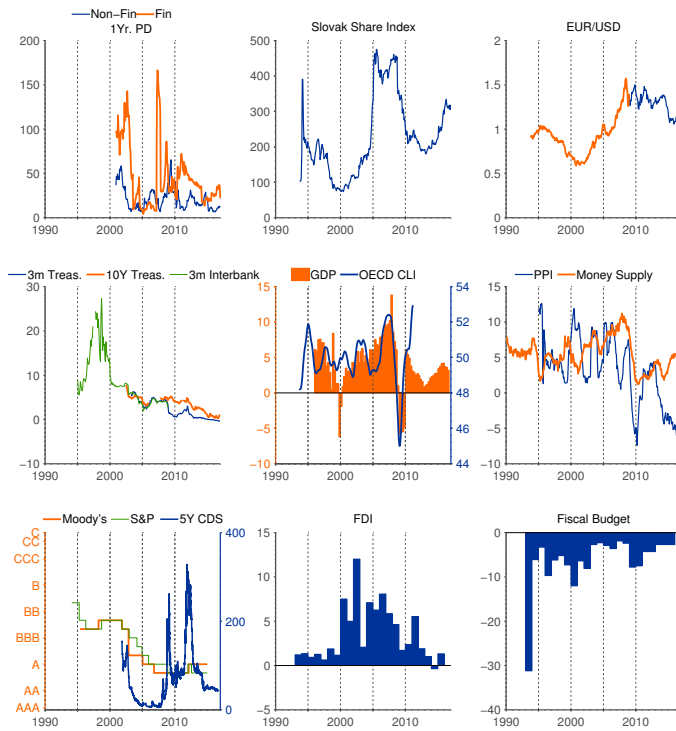 Non-Fin Fin
1Yr. PD
200
150
100
50
0
1990 2000 2010
Slovak Share Index
500
400
300
200
100
0
1990 2000 2010
EUR/USD
2
1.5
1
0.5
0
1990 2000 2010
3m Treas. 10Y Treas. 3m Interbank
30
20
10
0
−10
1990 2000 2010
GDP OECD CLI
15 54
10 52
5 50
0 48
−5 46
−10 44
1990 2000 2010
PPI Money Supply
15
10
5
0
−5
−10
1990 2000 2010
Moody's S&P 5Y CDS
C 400
CC
CCC
B
BB 200
BBB
A
AA
AAA 0
1990 2000 2010
FDI
15
10
5
0
−5
1990 2000 2010
Fiscal Budget
0
−10
−20
−30
−40
1990 2000 2010